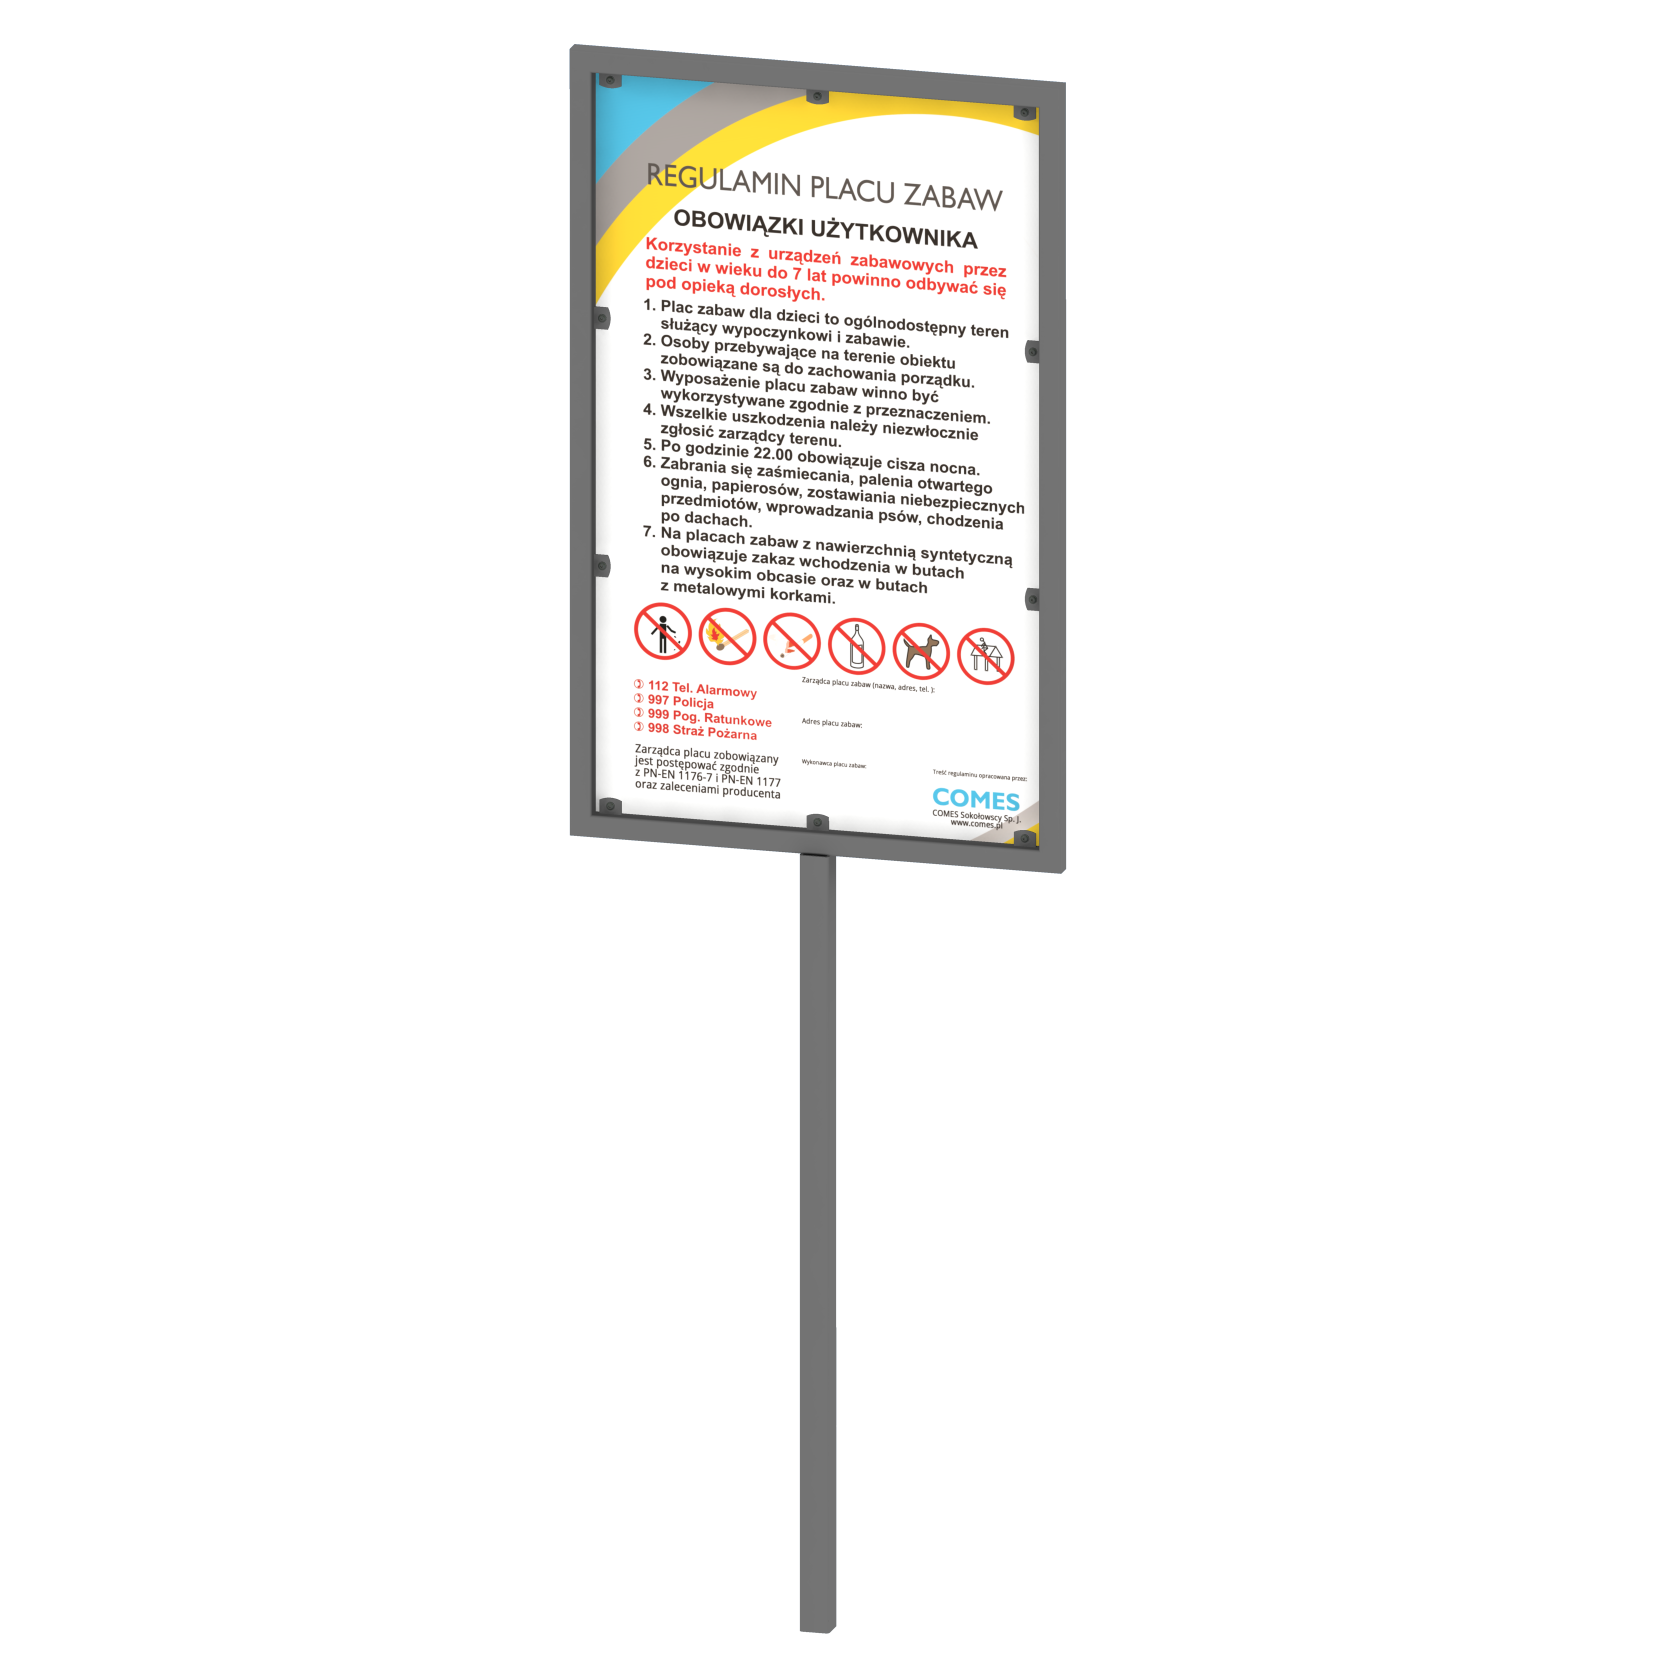 REGULAMIN PLACU ZABAW
OBOWIĄZKI UŻYTKOWNIKA
Korzystanie z urządzeń zabawowych przez
dzieci w wieku do 7 lat powinno odbywać się
pod opieką dorosłych.
1. Plac zabaw dla dzieci to ogólnodostępny teren
służący wypoczynkowi i zabawie.
2. Osoby przebywające na terenie obiektu
zobowiązane są do zachowania porządku.
3. Wyposażenie placu zabaw winno być
wykorzystywane zgodnie z przeznaczeniem.
4. Wszelkie uszkodzenia należy niezwłocznie
zgłosić zarządcy terenu.
5. Po godzinie 22.00 obowiązuje cisza nocna.
6. Zabrania się zaśmiecania, palenia otwartego
ognia, papierosów, zostawiania niebezpiecznych
przedmiotów, wprowadzania psów, chodzenia
po dachach.
7. Na placach zabaw z nawierzchnią syntetyczną
obowiązuje zakaz wchodzenia w butach
na wysokim obcasie oraz w butach
z metalowymi korkami.
112 Tel. Alarmowy
997 Policja
999 Pog. Ratunkowe
998 Straż Pożarna
Zarządca placu zobowiązany
jest postępować zgodnie
z PN-EN 1176-7 i PN-EN 1177
oraz zaleceniami producenta
Zarządca placu zabaw (nazwa, adres, tel. ):
Adres placu zabaw:
Wykonawca placu zabaw:
Treść regulaminu opracowana przez:
COMES
COMES Sokołowscy Sp. J.
www.comes.pl